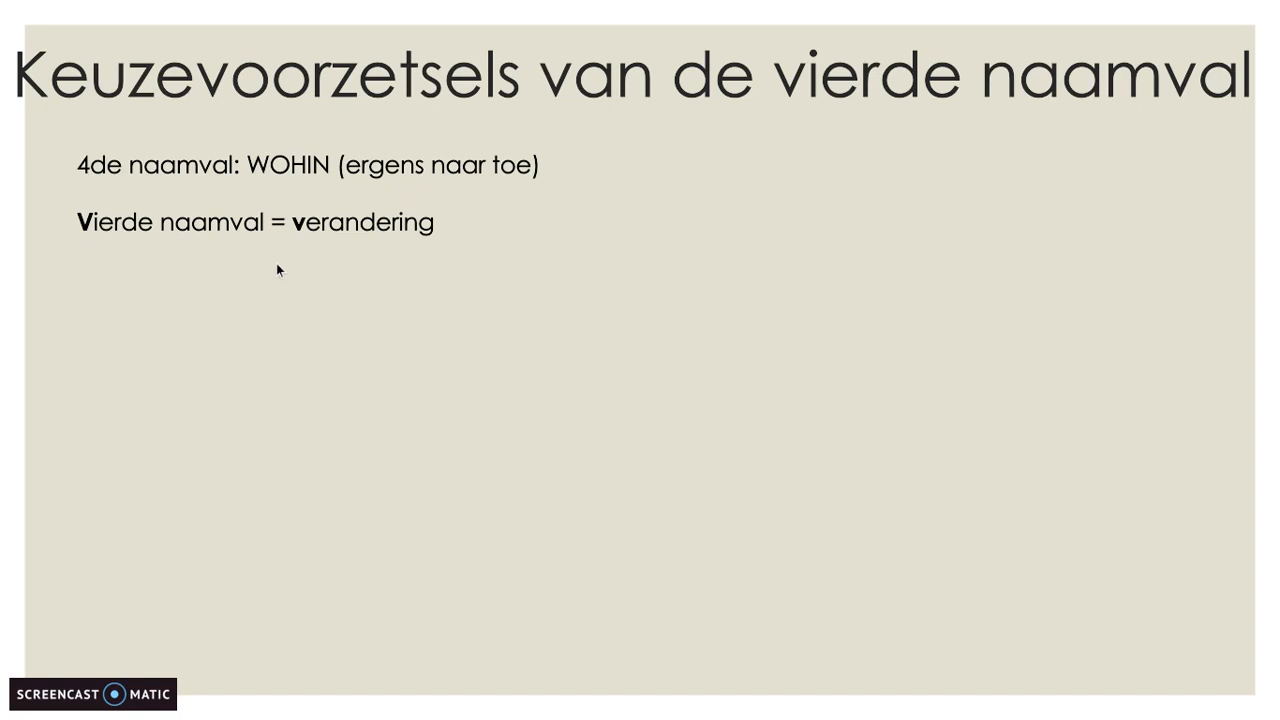 Keuzevoorzetsels van de vierde naamval
4de naamval: WOHIN (ergens naar toe)
Vierde naamval = verandering
SCREENCAST MATIC